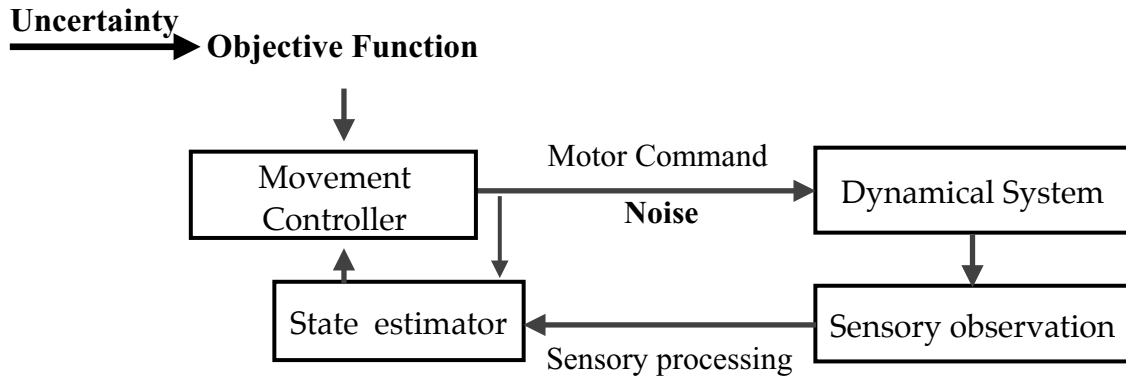 Uncertainty
Objective Function
Motor Command
Movement
Controller
Noise
Dynamical System
State estimator
Sensory observation
Sensory processing